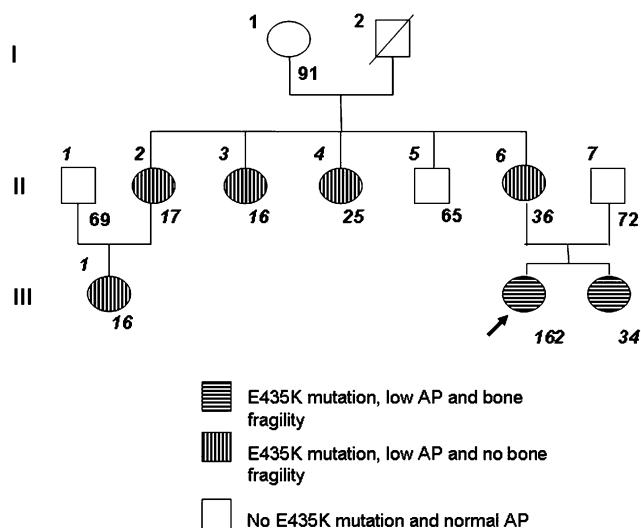 1 2
I
91
1 2 3 4 5 6 7
II
69 17 16 25 65 36 72
1
III
16 162 34
E435K mutation, low AP and bone
fragility
E435K mutation, low AP and no bone
fragility
No E435K mutation and normal AP